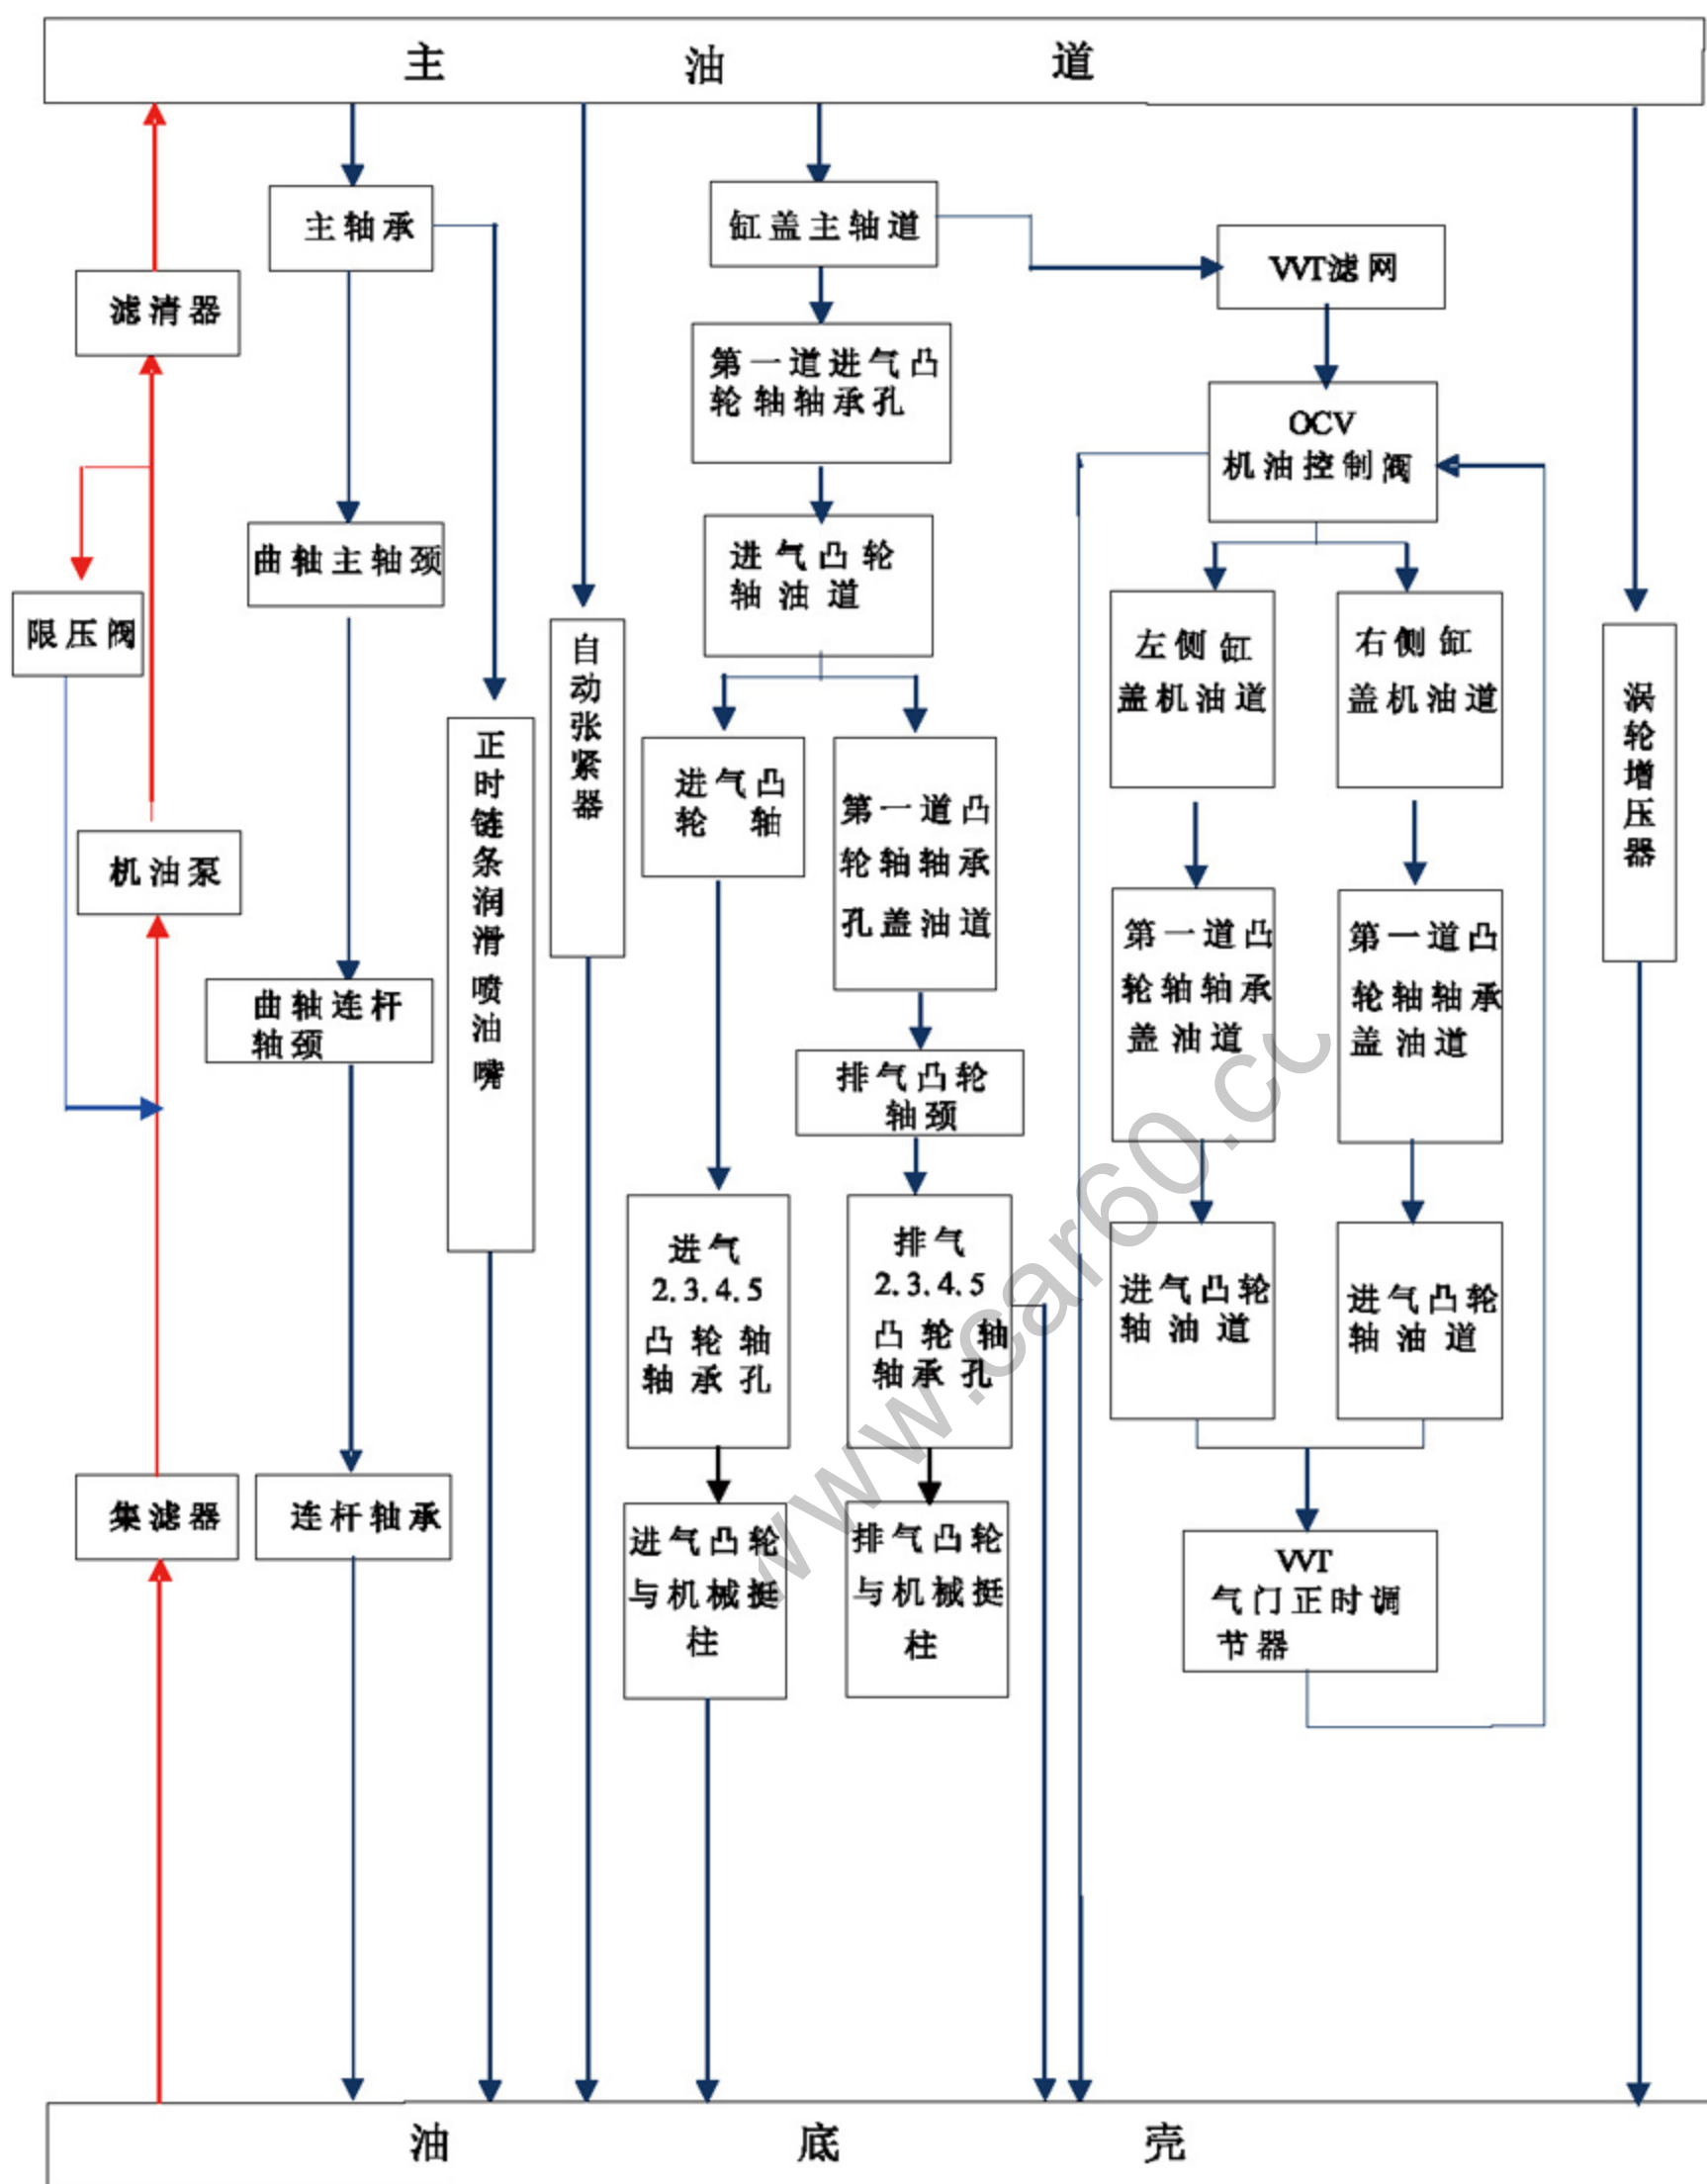 主油道
主轴承
缸盖主轴道
VVT滤网
滤清器
第一道进气凸
轮轴轴承孔
OCV
机油控制阀
曲轴主轴颈
进气凸轮
轴油道
限压阀
自动张紧器
左侧缸
盖机油道
右侧缸
盖机油道
涡轮增压器
正时链条润滑喷油嘴
进气凸
轮轴
第一道凸
轮轴轴承
孔盖油道
机油泵
第一道凸
轮轴轴承
盖油道
第一道凸
轮轴轴承
盖油道
曲轴连杆
轴颈
排气凸轮
轴颈
进气
2.3.4.5
凸轮轴
轴承孔
排气
2.3.4.5
凸轮轴
轴承孔
进气凸轮
轴油道
进气凸轮
轴油道
集滤器
连杆轴承
进气凸轮
与机械挺
柱
排气凸轮
与机械挺
柱
VVT
气门正时调
节器
油底壳
www.car60.cc